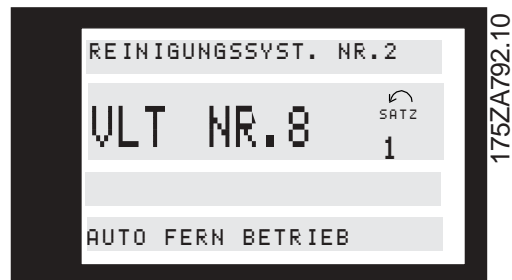 REINIGUNGSSYST. NR.2
VLT NR.8
SATZ
1
AUTO FERN BETRIEB
175ZA792.10